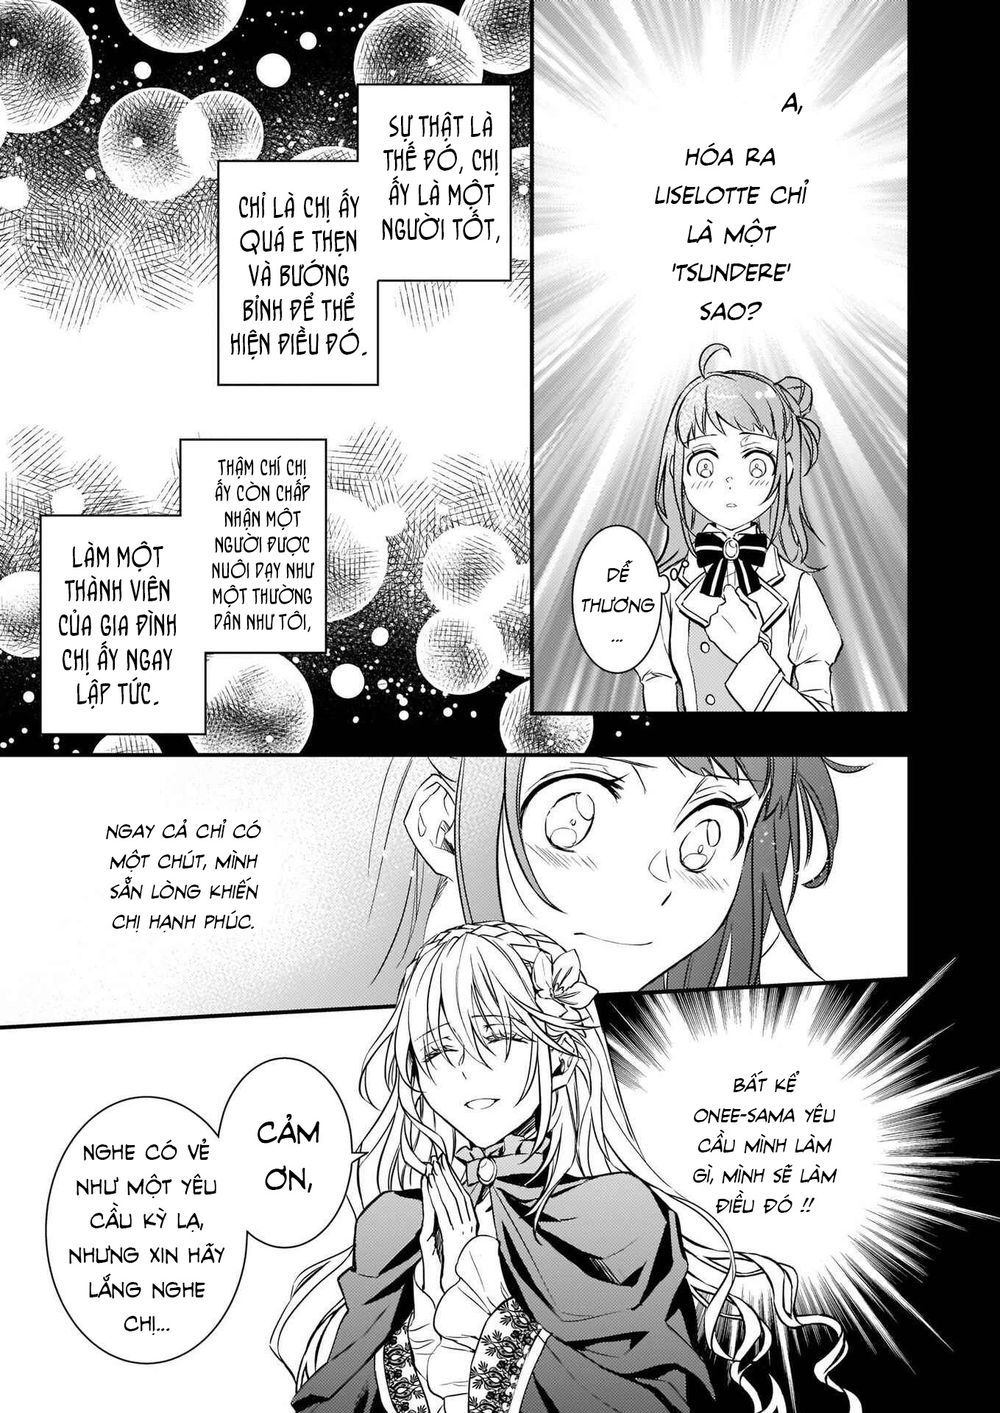 A,
HÓA RA
LISELOTTE CHỈ
LÀ MỘT
'TSUNDERE'
SAO?
DỄ
THƯƠNG
...
SỰ THẬT LÀ
THẾ ĐÓ, CHỊ
ẤY LÀ MỘT
NGƯỜI TỐT,
CHỈ LÀ CHỊ ẤY
QUÁ E THẸN
VÀ BƯỚNG
BỈNH ĐỂ THỂ
HIỆN ĐIỀU ĐÓ.
THẬM CHÍ CHỊ
ẤY CÒN CHẤP
NHẬN MỘT
NGƯỜI ĐƯỢC
NUÔI DẠY NHƯ
MỘT THƯỜNG
DÂN NHƯ TÔI,
LÀM MỘT
THÀNH VIÊN
CỦA GIA ĐÌNH
CHỊ ẤY NGAY
LẬP TỨC.
NGAY CẢ CHỈ CÓ
MỘT CHÚT, MÌNH
SẴN LÒNG KHIẾN
CHỊ HẠNH PHÚC.
BẤT KỂ
ONEE-SAMA YÊU
CẦU MÌNH LÀM
GÌ, MÌNH SẼ LÀM
ĐIỀU ĐÓ !!
CẢM
ƠN,
NGHE CÓ VẺ
NHƯ MỘT YÊU
CẦU KỲ LẠ,
NHƯNG XIN HÃY
LẮNG NGHE
CHỊ...